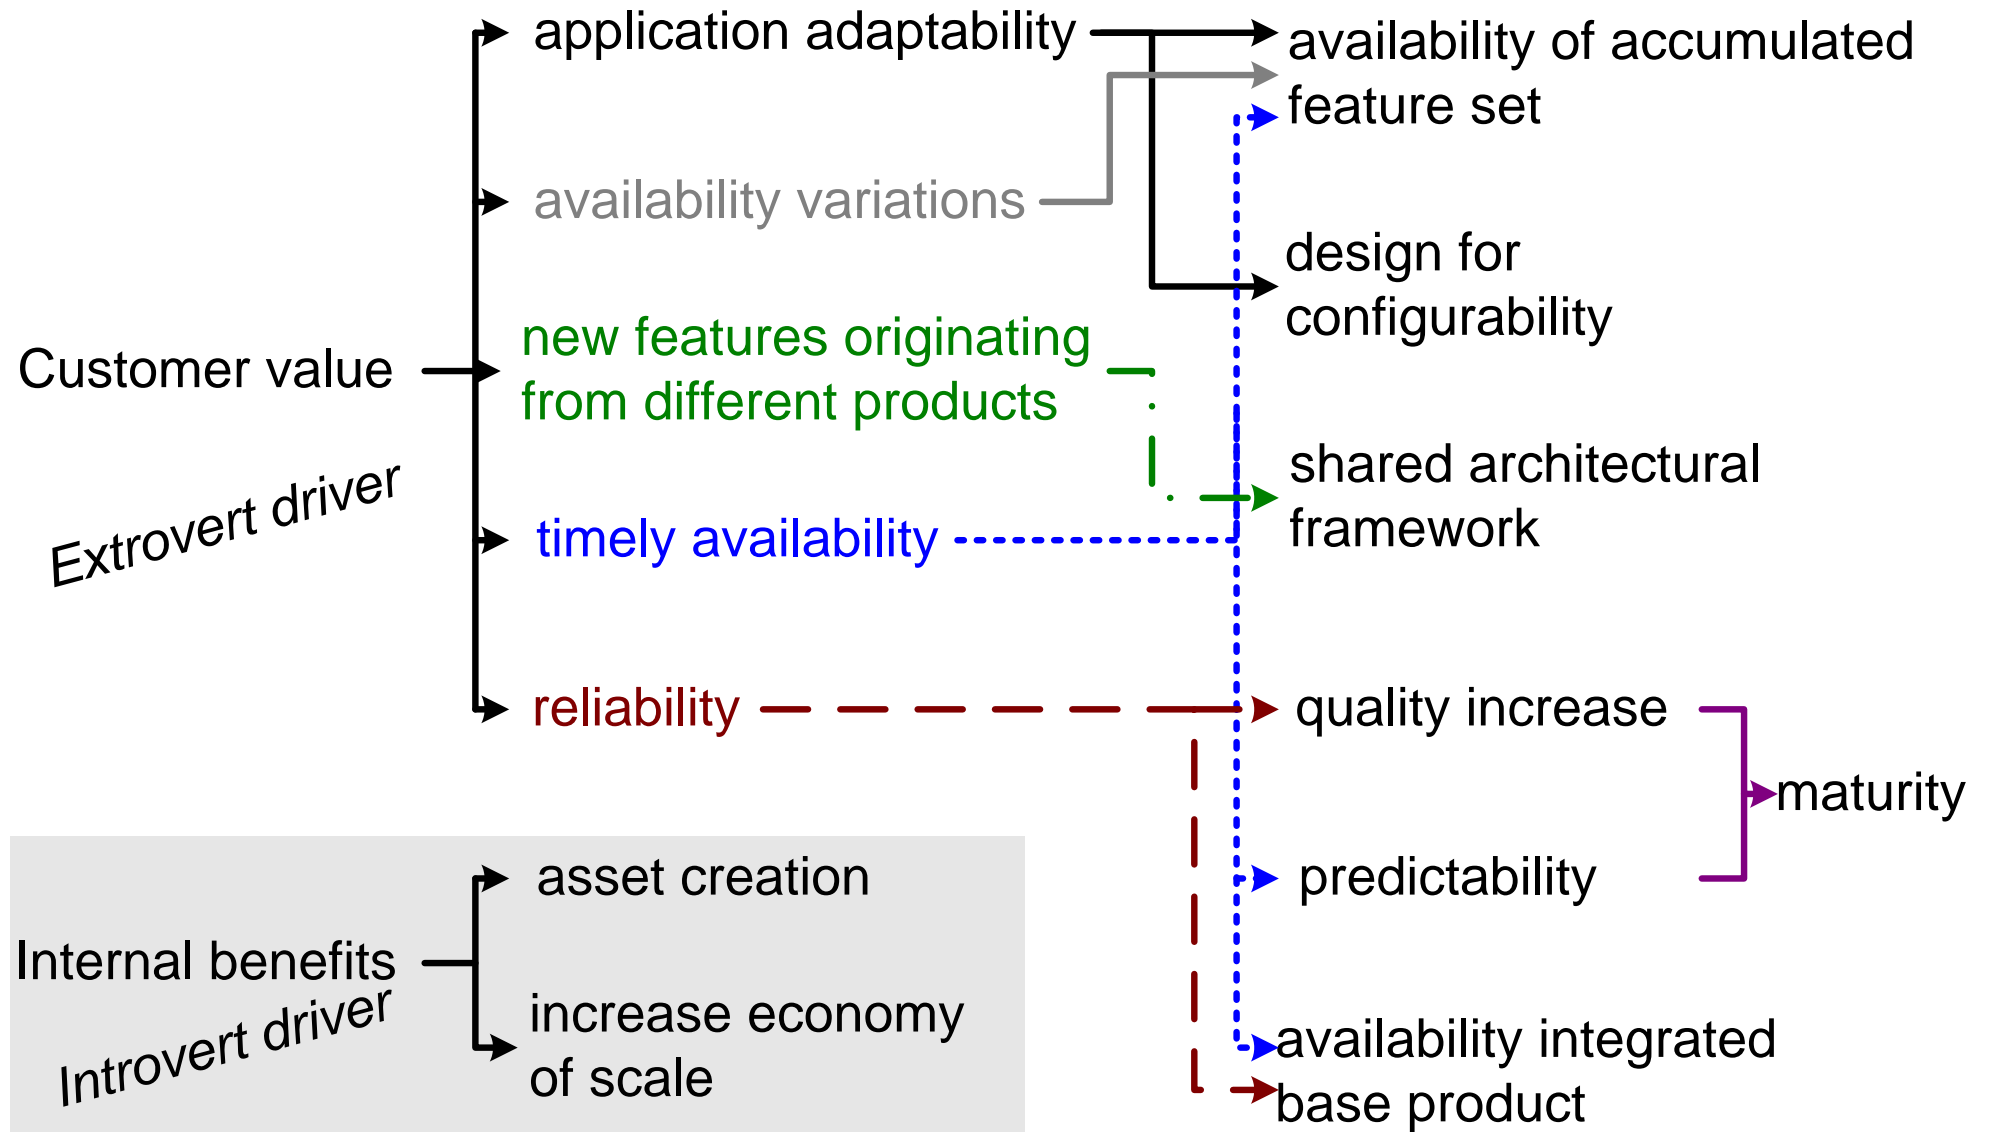 application adaptability
availability of accumulated
feature set
availability variations
design for
configurability
new features originating
from different products
Customer value
shared architectural
framework
Extrovert driver
timely availability
reliability
quality increase
maturity
asset creation
predictability
Internal benefits
Introvert driver
increase economy
of scale
availability integrated
base product